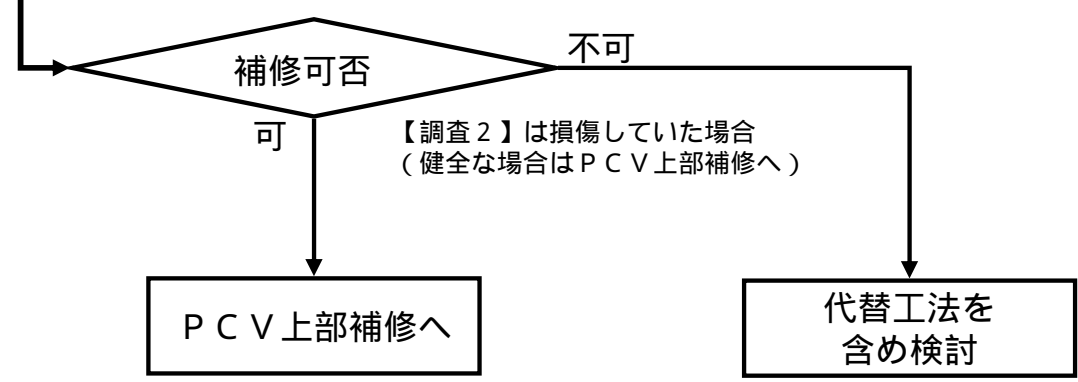 不可
補修可否
可
【調査２】は損傷していた場合
（健全な場合はＰＣＶ上部補修へ）
ＰＣＶ上部補修へ
代替工法を
含め検討